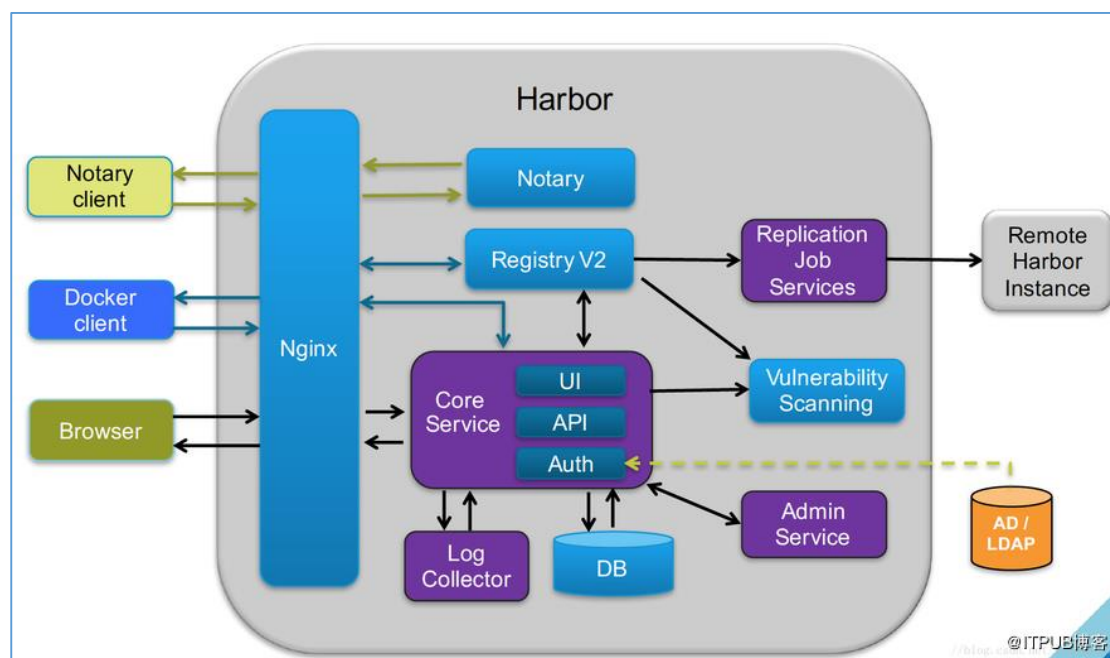 Harbor
Notary
client
Notary
Docker
client
Registry V2
Replication
Job
Services
Remote
Harbor
Instance
Nginx
Browser
Core
Service
UI
API
Auth
Vulnerability
Scanning
Log
Collector
DB
Admin
Service
AD /
LDAP
@ITPUB博客